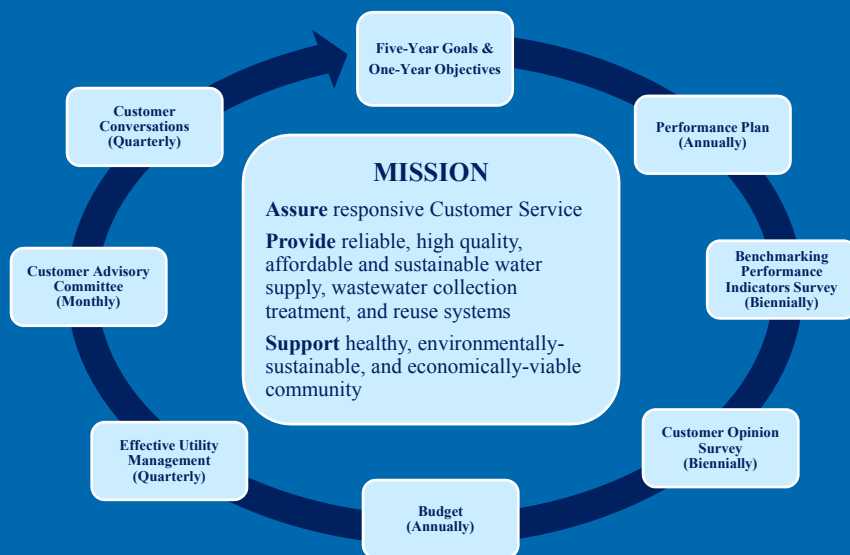 Five-Year Goals &
One-Year Objectives
Performance Plan
(Annually)
Benchmarking
Performance
Indicators Survey
(Biennially)
Customer Opinion
Survey
(Biennially)
Budget
(Annually)
Effective Utility
Management
(Quarterly)
Customer Advisory
Committee
(Monthly)
Customer
Conversations
(Quarterly)
MISSION
Assure responsive Customer Service
Provide reliable, high quality,
affordable and sustainable water
supply, wastewater collection
treatment, and reuse systems
Support healthy, environmentally-
sustainable, and economically-viable
community